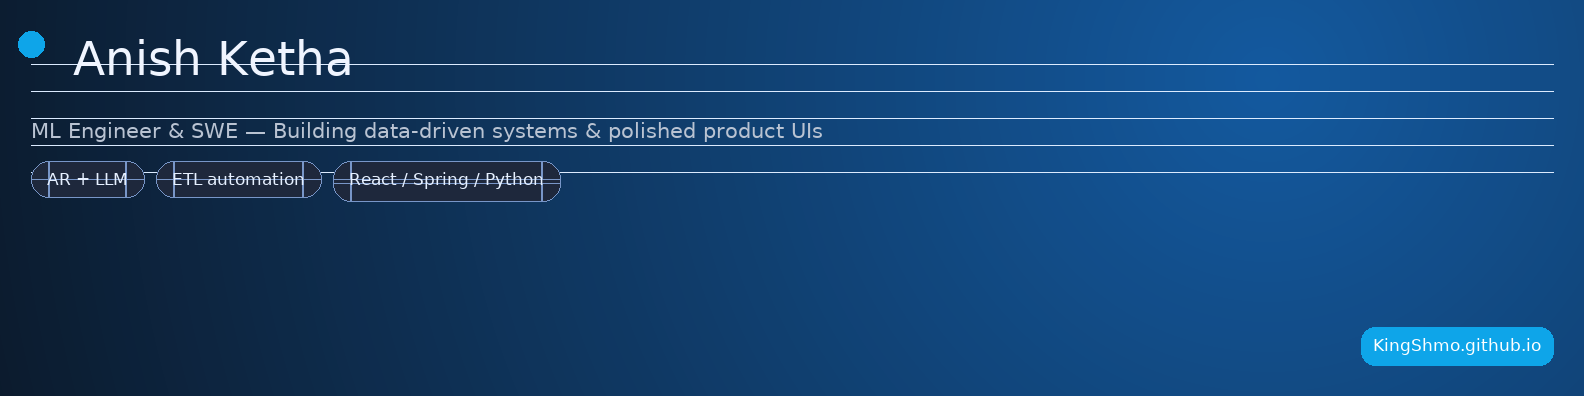 Anish Ketha
ML Engineer & SWE — Building data-driven systems & polished product UIs
AR + LLM ETL automation React / Spring / Python
KingShmo.github.io